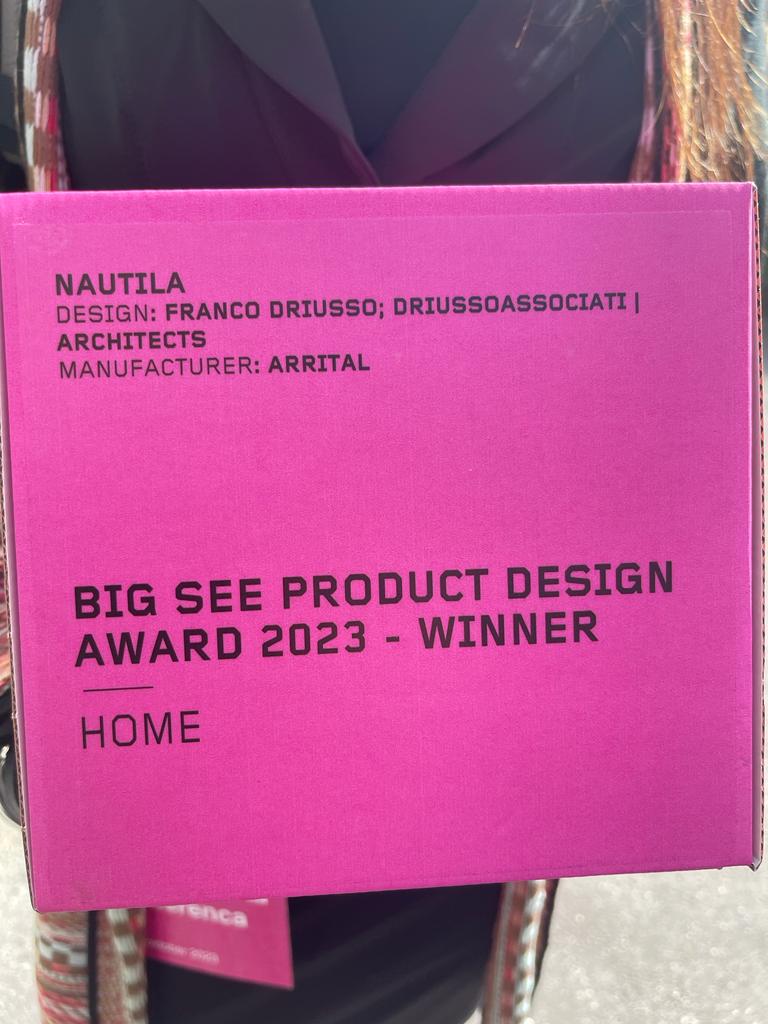 NAUTILA
DESIGN: FRANCO DRIUSSO; DRIUSSOASSOCIATI |
ARCHITECTS
MANUFACTURER: ARRITAL
BIG SEE PRODUCT DESIGN
AWARD 2023 - WINNER
HOME